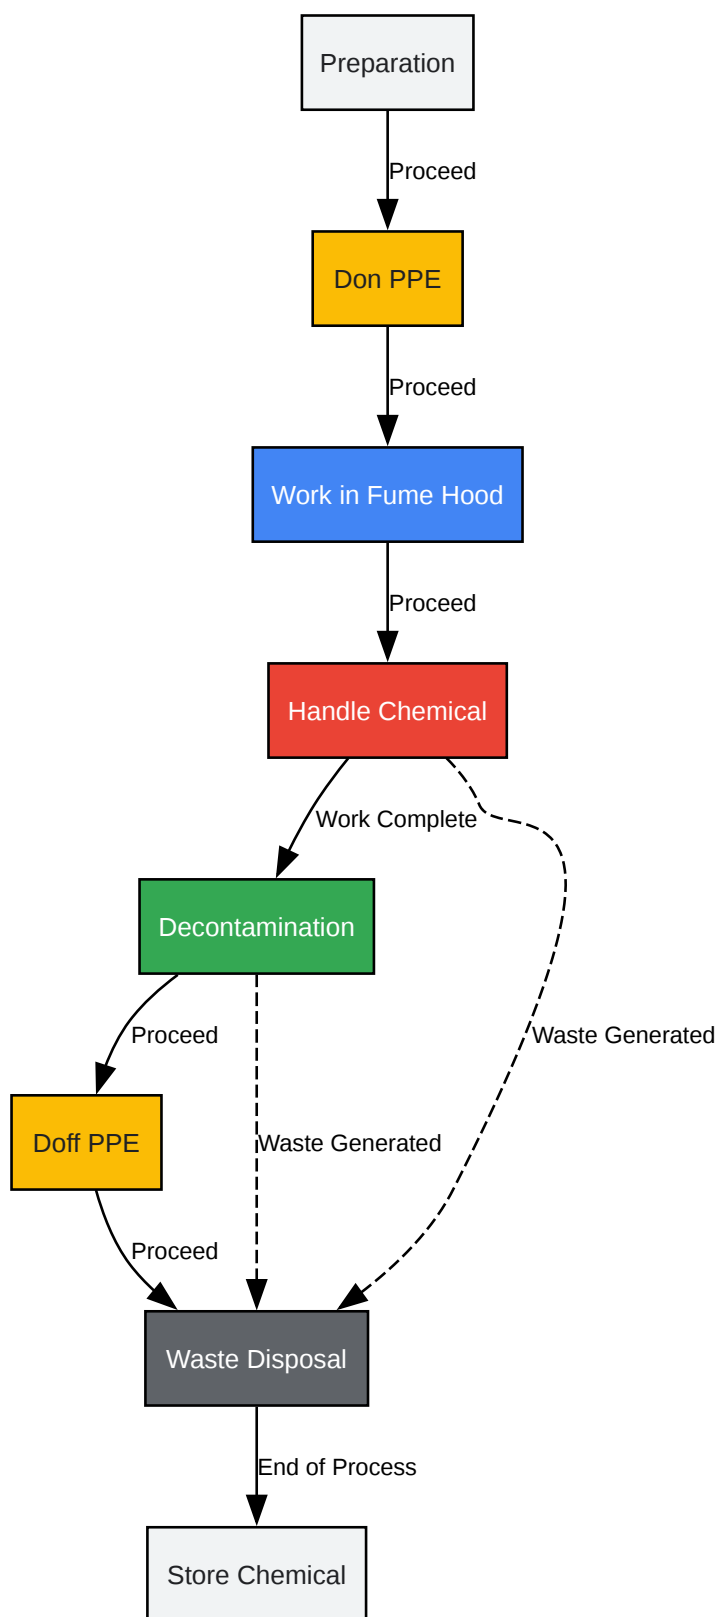 Preparation
Proceed
Don PPE
Proceed
Work in Fume Hood
Proceed
Handle Chemical
Work Complete
Decontamination
Proceed
Waste Generated
Doff PPE
Waste Generated
Proceed
Waste Disposal
End of Process
Store Chemical